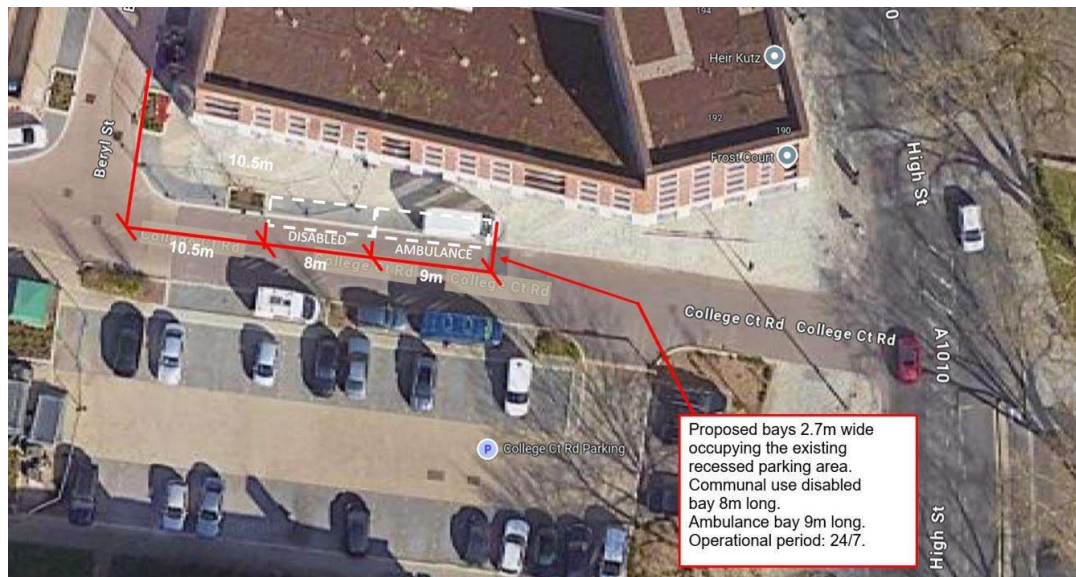 194
Heir Kutz
192
190
Frost Court
Beryl St
10.5m
High St
DISABLED
AMBULANCE
College Ct Rd
10.5m
8m
College Ct Rd
9m
College Ct Rd
College Ct Rd College Ct Rd
A1010
P College Ct Rd Parking
High St
Proposed bays 2.7m wide
occupying the existing
recessed parking area.
Communal use disabled
bay 8m long.
Ambulance bay 9m long.
Operational period: 24/7.